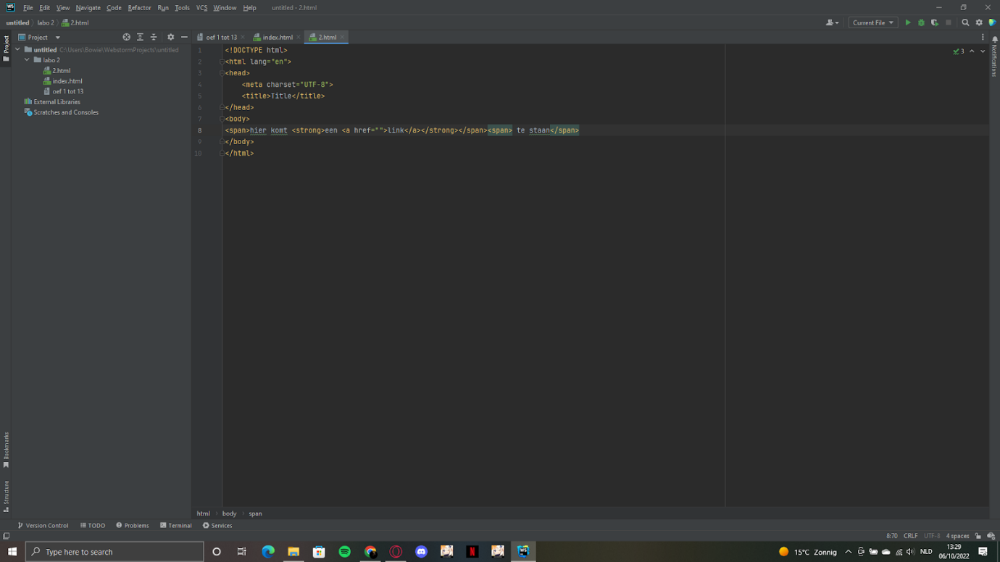 WS File Edit View Navigate Code Refactor Run Tools VCS Window Help untitled - 2.html
untitled labo 2 2.html Current File
Project oef 1 tot 13 index.html 2.html
Project
Notifications
untitled C:\Users\Bowie\WebstormProjects\untitled
labo 2
2.html
index.html
oef 1 tot 13
External Libraries
Scratches and Consoles
3
1 <!DOCTYPE html>
2 <html lang="en">
3 <head>
4 <meta charset="UTF-8">
5 <title>Title</title>
6 </head>
7 <body>
8 <span>hier komt <strong>een <a href="">link</a></strong></span><span> te staan</span>
9 </body>
10 </html>
Bookmarks
Structure
html body span
Version Control TODO Problems Terminal Services
8:70 CRLF UTF-8 4 spaces
Type here to search N WS 15°C Zonnig NLD 13:29
06/10/2022